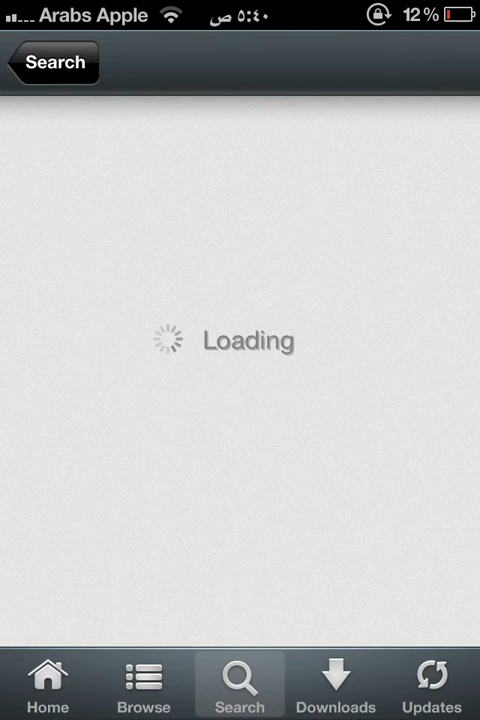 Arabs Apple ٥:٤٠ ص 12 %
Search
Loading
Home Browse Search Downloads Updates